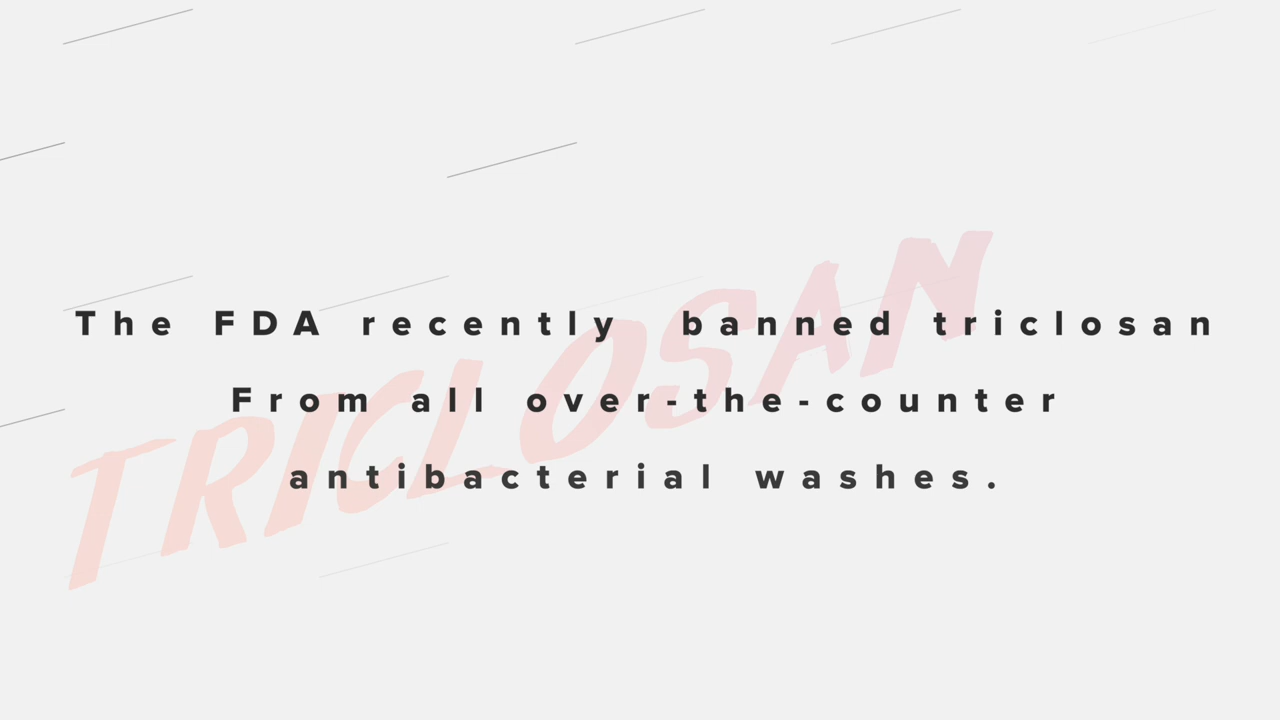 TRICLOSAN
The FDA recently banned triclosan
From all over-the-counter
antibacterial washes.